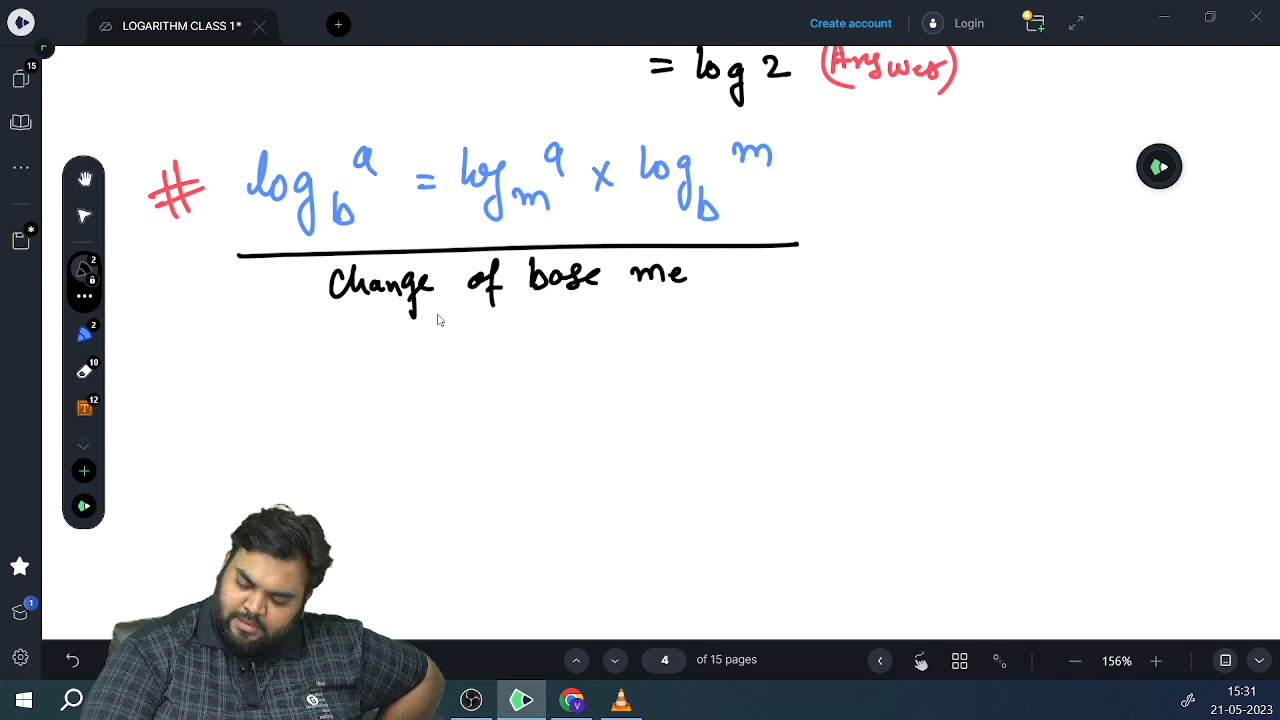 LOGARITHM CLASS 1*
Create account
Login
= log 2 (Answer)
15
# log_b a = log_m a × log_b m
Change of base me
2
2
10
T 12
1
4 of 15 pages
156%
V
15:31
21-05-2023